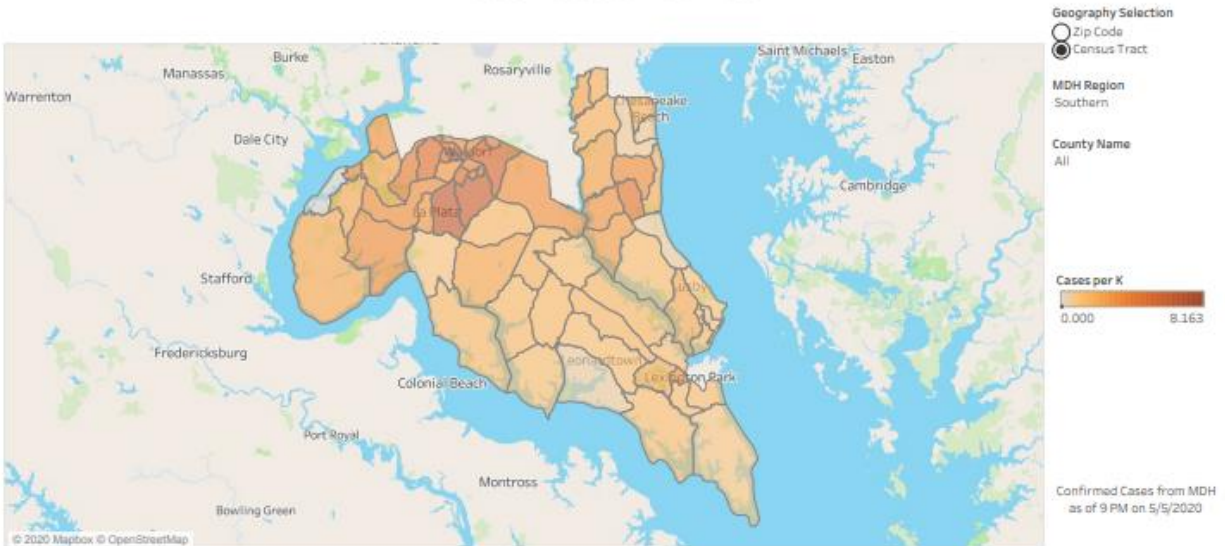 Geography Selection
Zip Code
Census Tract
MDH Region
Southern
County Name
All
Cases per K
0.000 8.163
Confirmed Cases from MDH
as of 9 PM on 5/5/2020
Burke
Manassas
Rosaryville
Saint Michaels
Easton
Warrenton
Chesapeake
Beach
Dale City
Waldorf
Cambridge
La Plata
Stafford
Lusby
Fredericksburg
Leonardtown
Colonial Beach
Lexington Park
Port Royal
Montross
Bowling Green
© 2020 Mapbox © OpenStreetMap